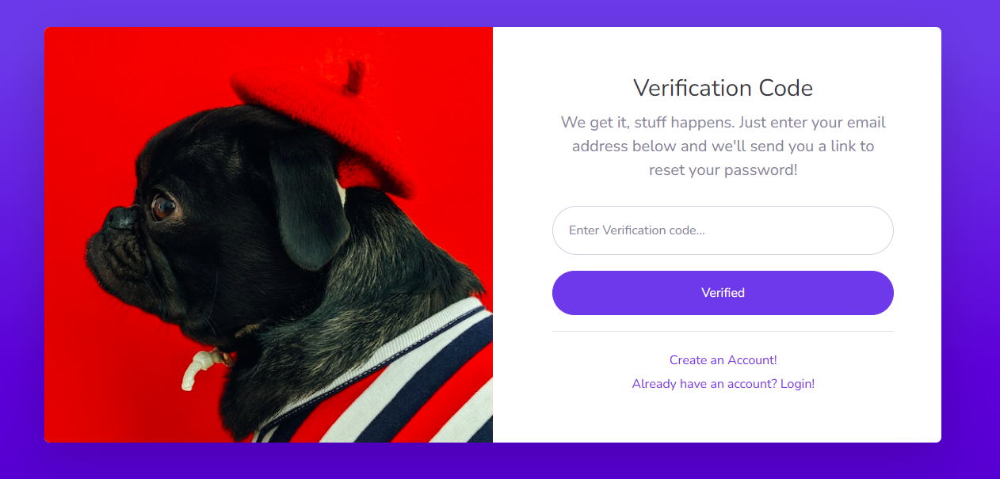 Verification Code
We get it, stuff happens. Just enter your email
address below and we'll send you a link to
reset your password!
Enter Verification code...
Verified
Create an Account!
Already have an account? Login!